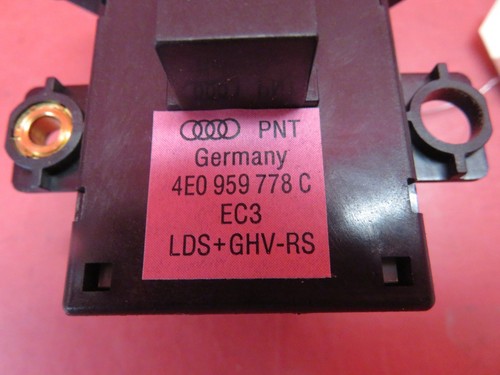 PNT
Germany
4E0 959 778 C
EC3
LDS+GHV-RS